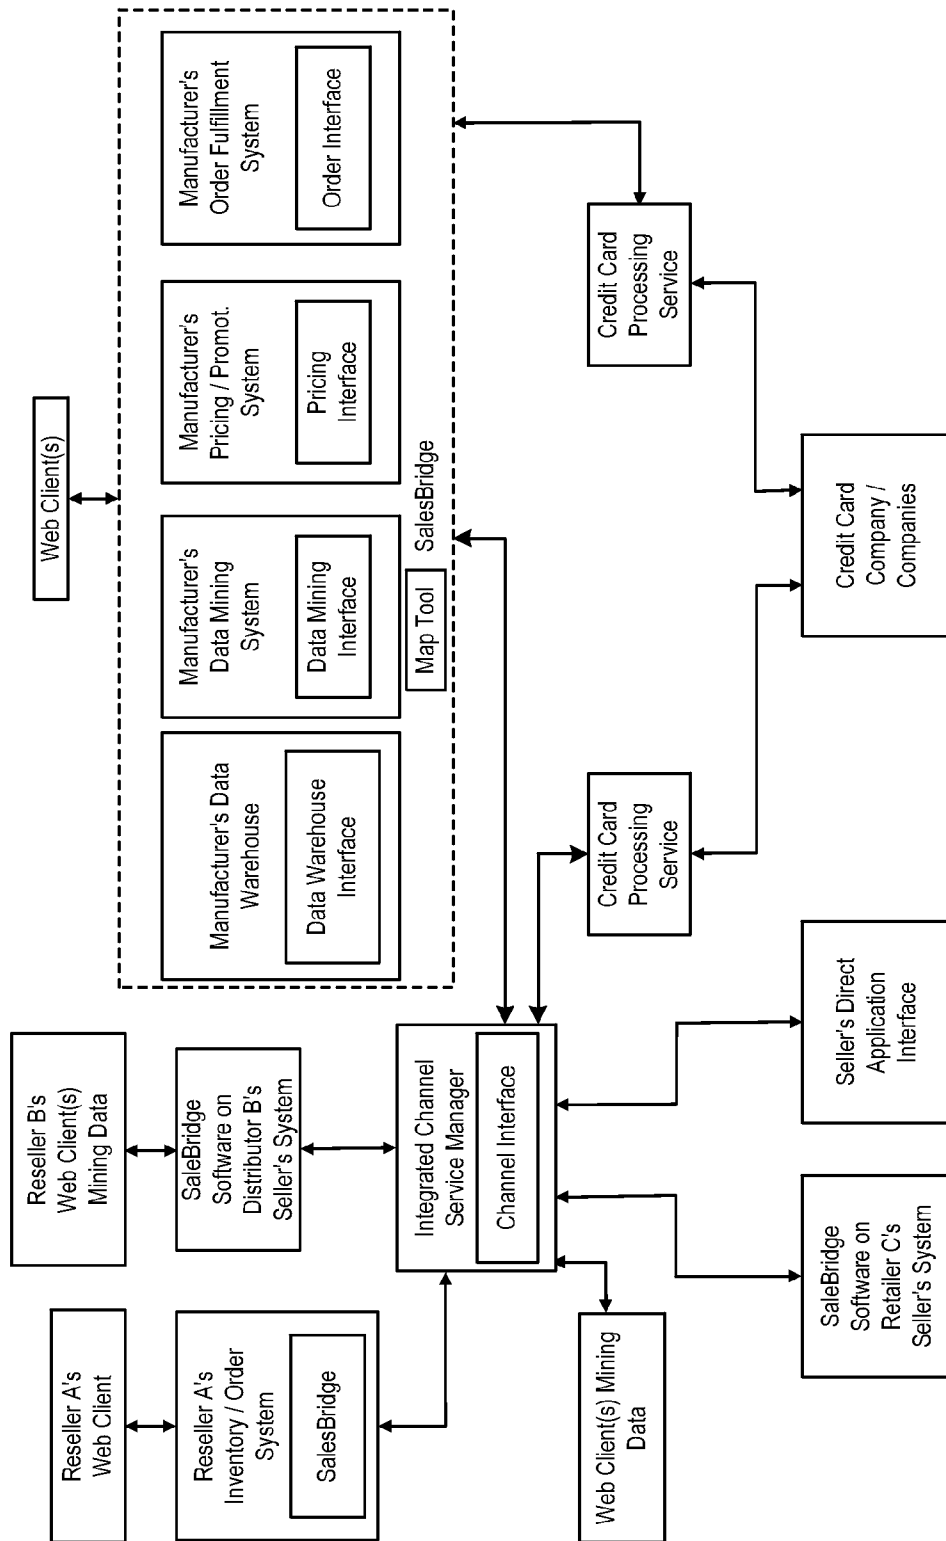 Reseller A's
Web Client
Reseller B's
Web Client(s)
Mining Data
Web Client(s)
Reseller A's
Inventory / Order
System
SalesBridge
SaleBridge
Software on
Distributor B's
Seller's System
Manufacturer's Data
Warehouse
Data Warehouse
Interface
Manufacturer's
Data Mining
System
Data Mining
Interface
Manufacturer's
Pricing / Promot.
System
Pricing
Interface
Manufacturer's
Order Fulfillment
System
Order Interface
Map Tool
SalesBridge
Integrated Channel
Service Manager
Channel Interface
Web Client(s) Mining
Data
Credit Card
Processing
Service
Credit Card
Processing
Service
SaleBridge
Software on
Retailer C's
Seller's System
Seller's Direct
Application
Interface
Credit Card
Company /
Companies